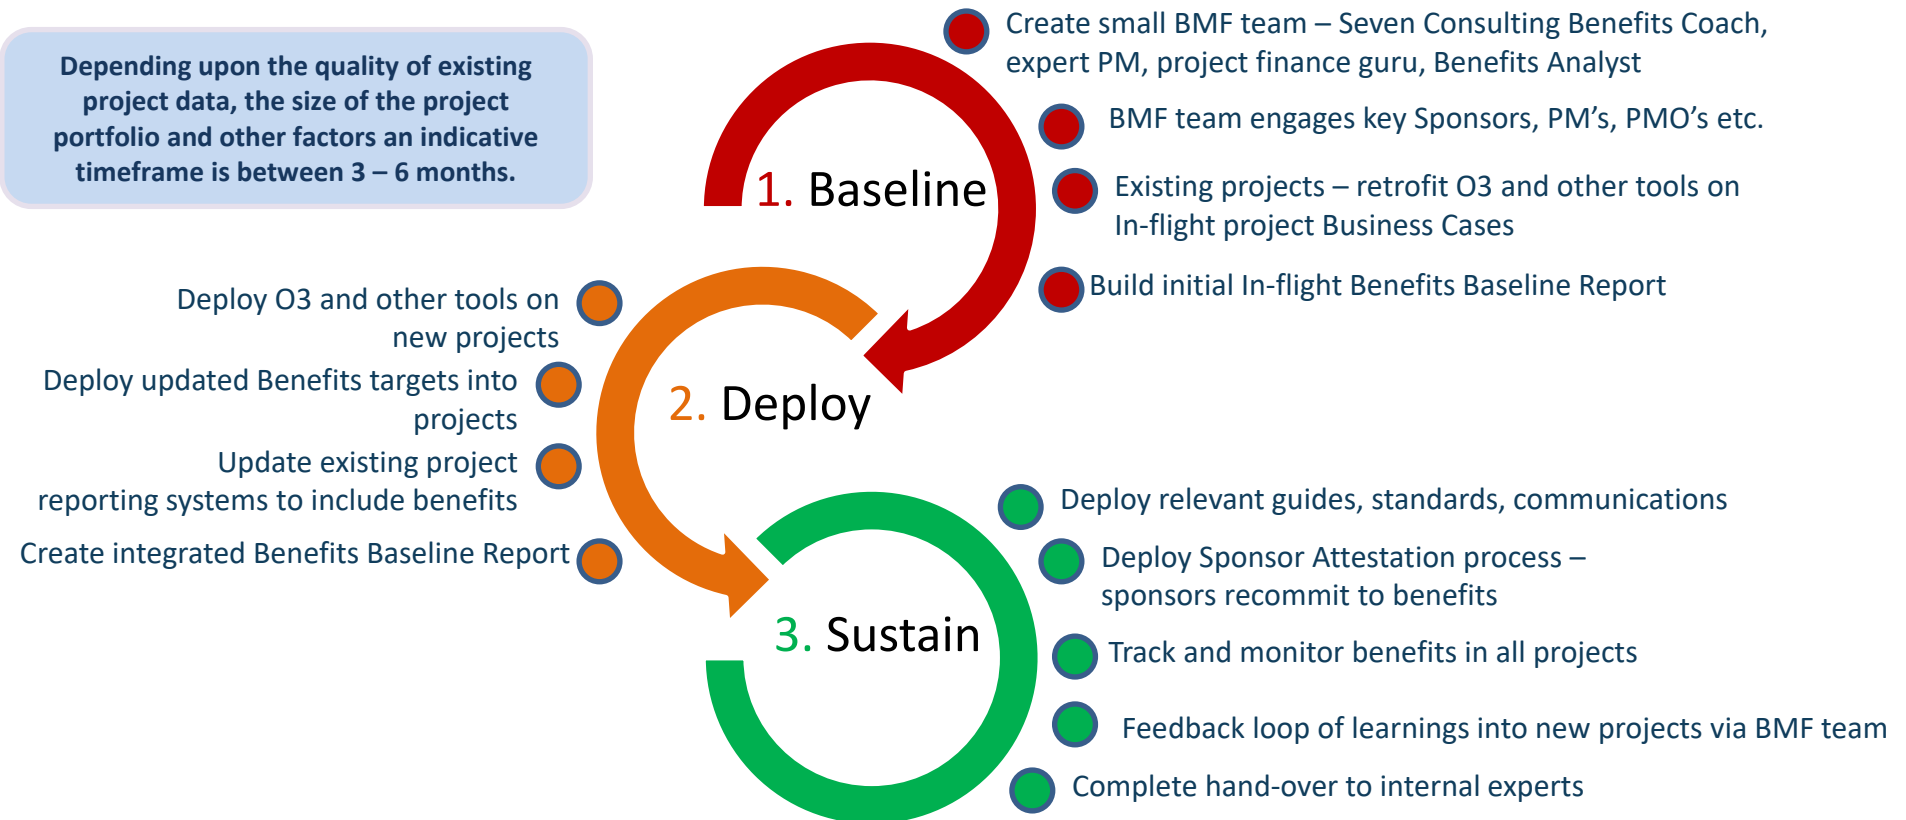 Depending upon the quality of existing
project data, the size of the project
portfolio and other factors an indicative
timeframe is between 3 – 6 months.
1. Baseline
Create small BMF team – Seven Consulting Benefits Coach,
expert PM, project finance guru, Benefits Analyst
BMF team engages key Sponsors, PM’s, PMO’s etc.
Existing projects – retrofit O3 and other tools on
In-flight project Business Cases
Build initial In-flight Benefits Baseline Report
2. Deploy
Deploy O3 and other tools on
new projects
Deploy updated Benefits targets into
projects
Update existing project
reporting systems to include benefits
Create integrated Benefits Baseline Report
3. Sustain
Deploy relevant guides, standards, communications
Deploy Sponsor Attestation process –
sponsors recommit to benefits
Track and monitor benefits in all projects
Feedback loop of learnings into new projects via BMF team
Complete hand-over to internal experts